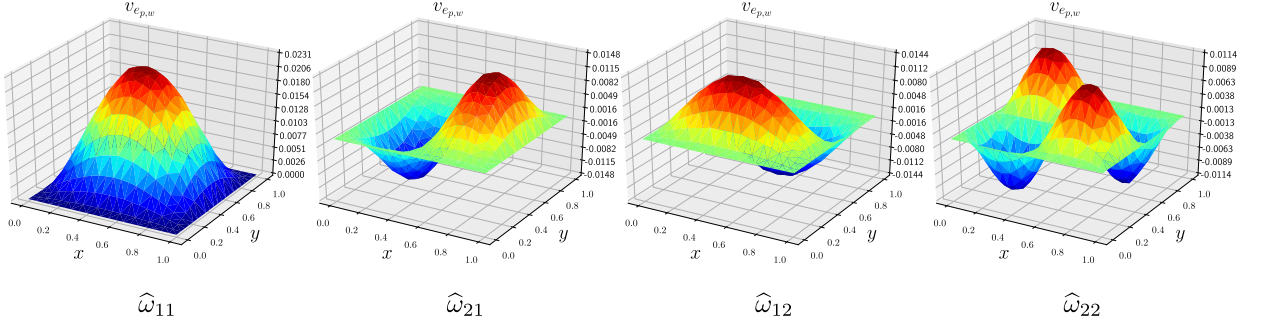 v_{e_{p,w}}
0.0231
0.0206
0.0180
0.0154
0.0128
0.0103
0.0077
0.0051
0.0026
0.0000
0.0 0.2 0.4 0.6 0.8 1.0
x
0.0 0.2 0.4 0.6 0.8 1.0
y
\widehat{ω}_{11}
v_{e_{p,w}}
0.0148
0.0115
0.0082
0.0049
0.0016
-0.0016
-0.0049
-0.0082
-0.0115
-0.0148
0.0 0.2 0.4 0.6 0.8 1.0
x
0.0 0.2 0.4 0.6 0.8 1.0
y
\widehat{ω}_{21}
v_{e_{p,w}}
0.0144
0.0112
0.0080
0.0048
0.0016
-0.0016
-0.0048
-0.0080
-0.0112
-0.0144
0.0 0.2 0.4 0.6 0.8 1.0
x
0.0 0.2 0.4 0.6 0.8 1.0
y
\widehat{ω}_{12}
v_{e_{p,w}}
0.0114
0.0089
0.0063
0.0038
0.0013
-0.0013
-0.0038
-0.0063
-0.0089
-0.0114
0.0 0.2 0.4 0.6 0.8 1.0
x
0.0 0.2 0.4 0.6 0.8 1.0
y
\widehat{ω}_{22}